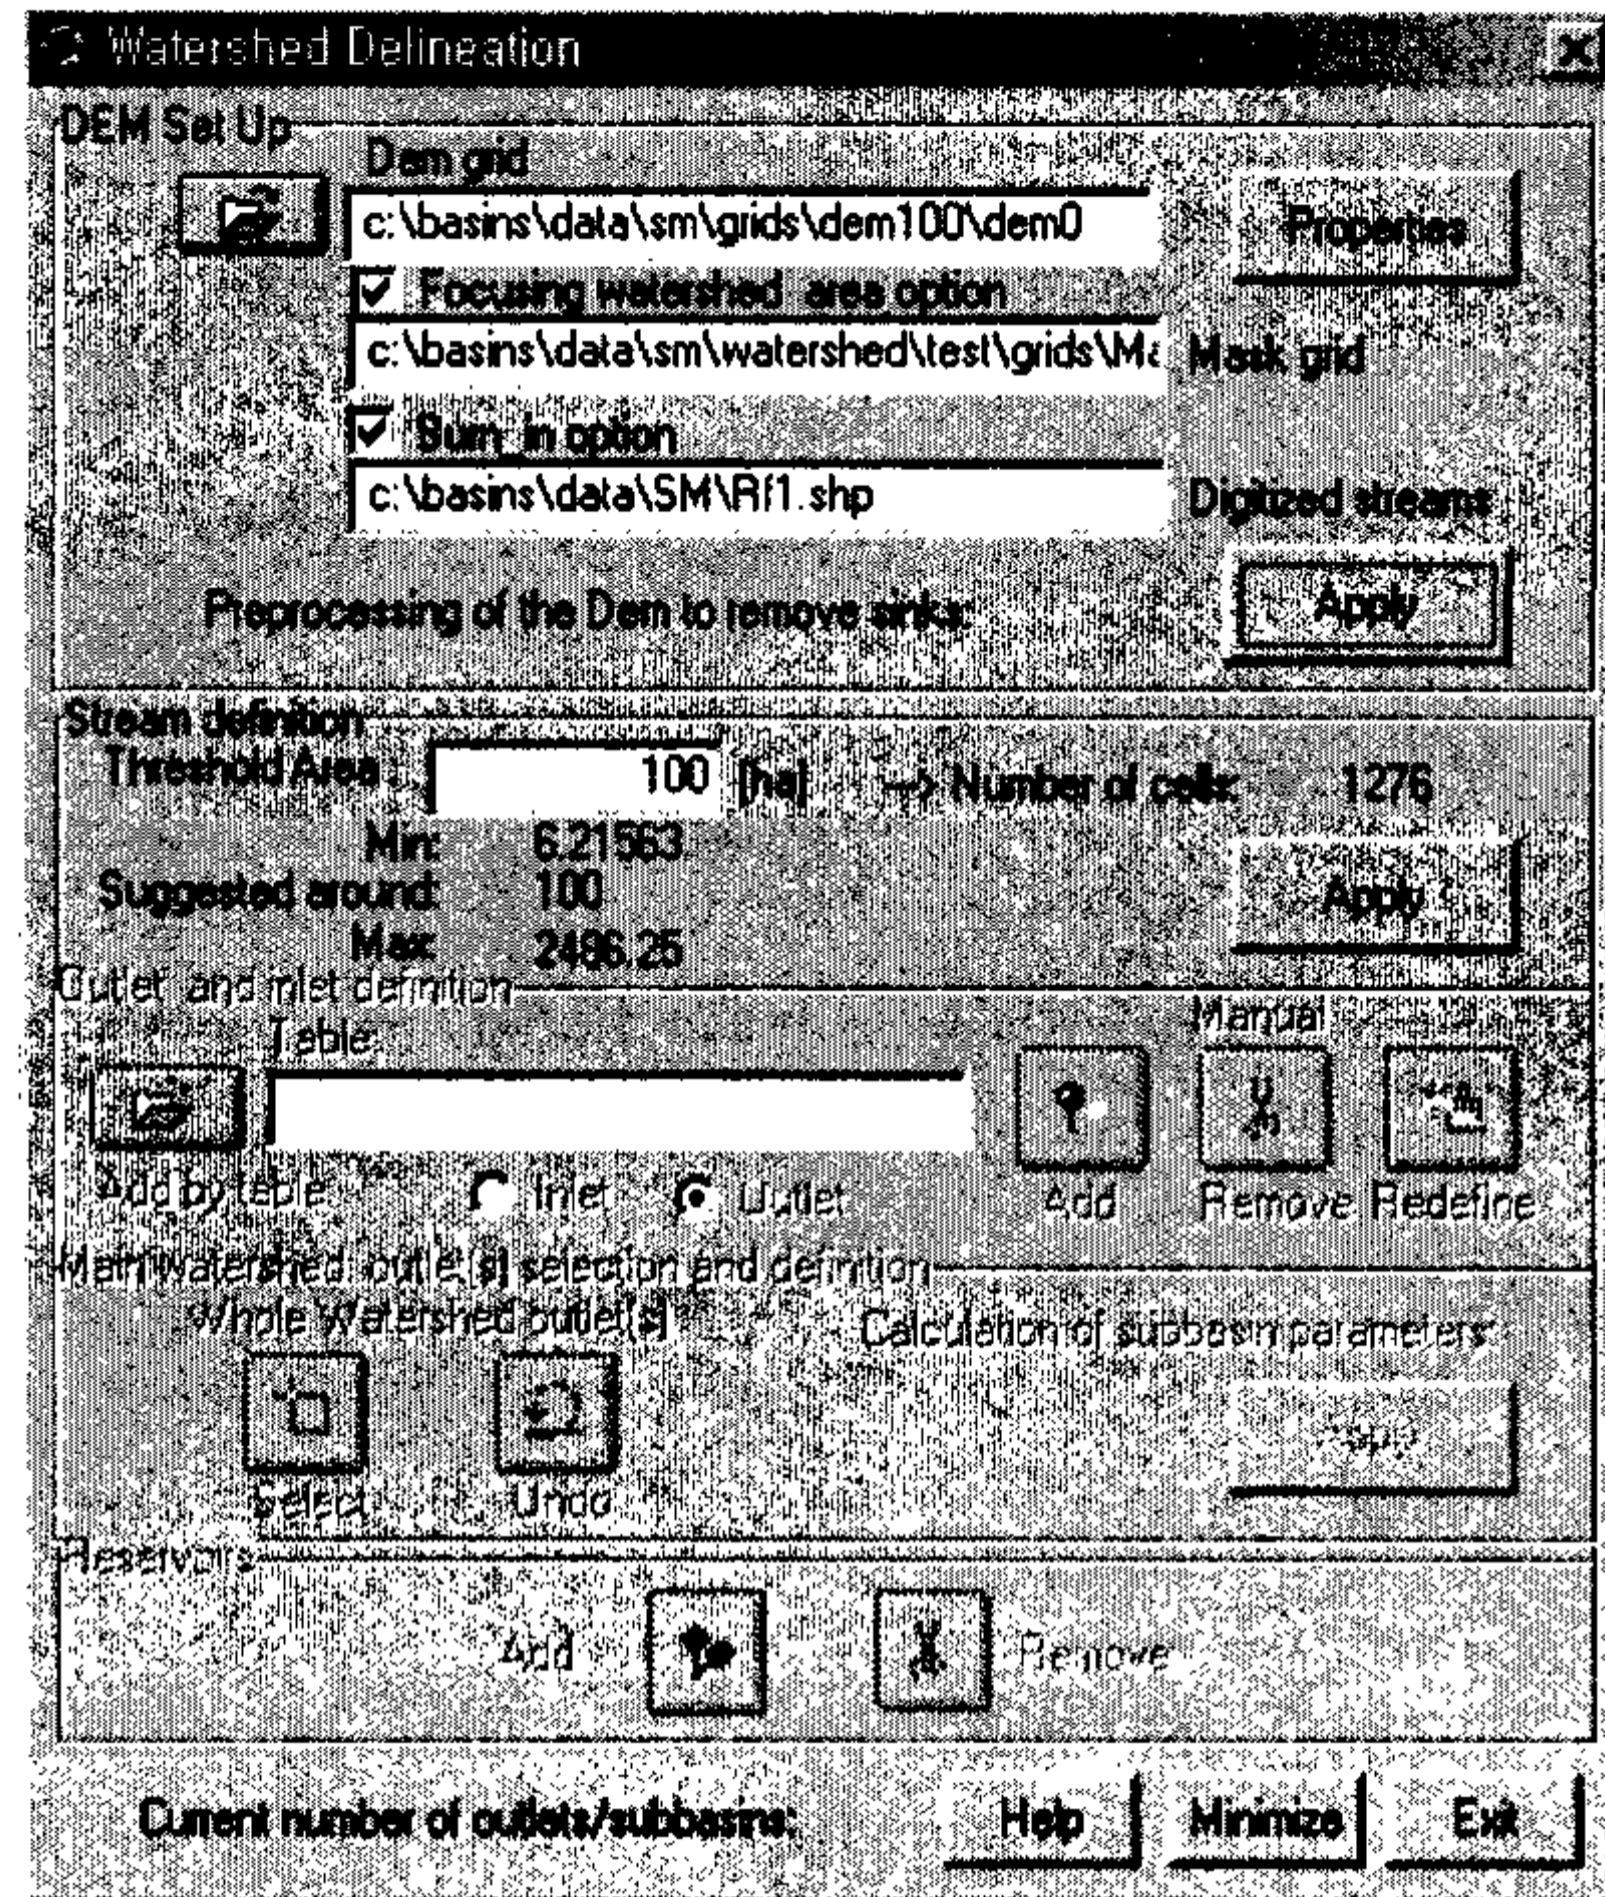 Watershed Delineation
DEM Set Up
Dem grid
c:\basins\data\sm\grids\dem100\dem0
Properties
Focusing watershed area option
c:\basins\data\sm\watershed\test\grids\Ma
Mask grid
Burn_in option
c:\basins\data\SM\Rf1.shp
Digitized streams
Preprocessing of the Dem to remove sinks:
Apply
Stream definition
Threshold Area : 100 [ha] --> Number of cells: 1276
Min: 6.21563
Suggested around: 100
Apply
Max: 2486.25
Outlet and inlet definition
Manual
Table
Add by table
Inlet
Outlet
Add
Remove
Redefine
Main watershed outlet(s) selection and definition
Whole Watershed outlet(s)
Calculation of subbasin parameters
Apply
Select
Undo
Reservoirs
Add
Remove
Current number of outlets/subbasins:
Help
Minimize
Exit